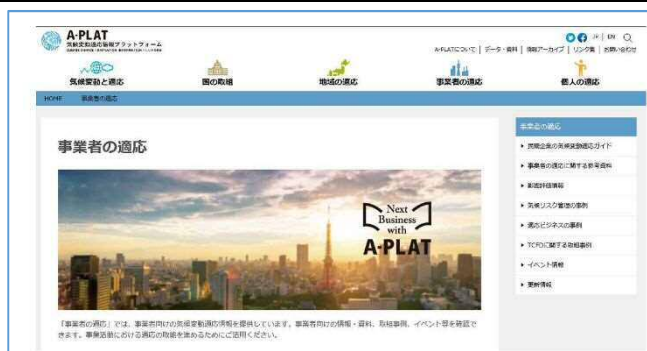 A-PLAT
気候変動適応情報プラットフォーム
JP | EN
A-PLATについて | データ・資料 | 情報アーカイブ | リンク集 | お問い合わせ
気候変動と適応
国の取組
地域の適応
事業者の適応
個人の適応
HOME 事業者の適応
事業者の適応
Next
Business
with
A-PLAT
「事業者の適応」では、事業者向けの気候変動適応情報を提供しています。事業者向けの情報・資料、取組事例、イベント等を確認で
きます。事業活動における適応の取組を進めるためにご活用ください。
事業者の適応
民間企業の気候変動適応ガイド
事業者の適応に関する参考資料
影響評価情報
気候リスク管理の事例
適応ビジネスの事例
TCFDに関する取組事例
イベント情報
更新情報